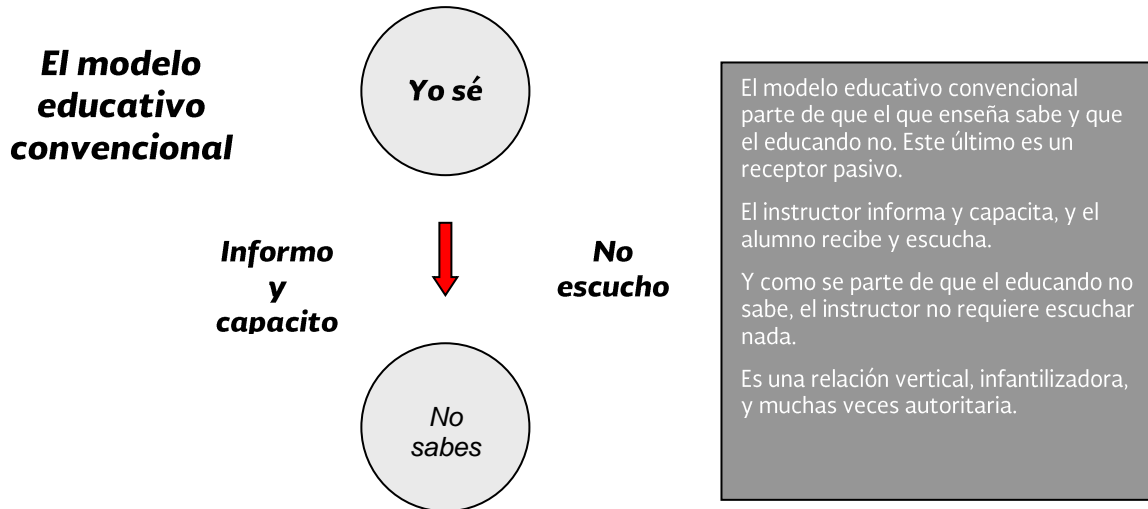 El modelo
educativo
convencional
Yo sé
Informo
y
capacito
No
escucho
No
sabes
El modelo educativo convencional
parte de que el que enseña sabe y que
el educando no. Este último es un
receptor pasivo.
El instructor informa y capacita, y el
alumno recibe y escucha.
Y como se parte de que el educando no
sabe, el instructor no requiere escuchar
nada.
Es una relación vertical, infantilizadora,
y muchas veces autoritaria.